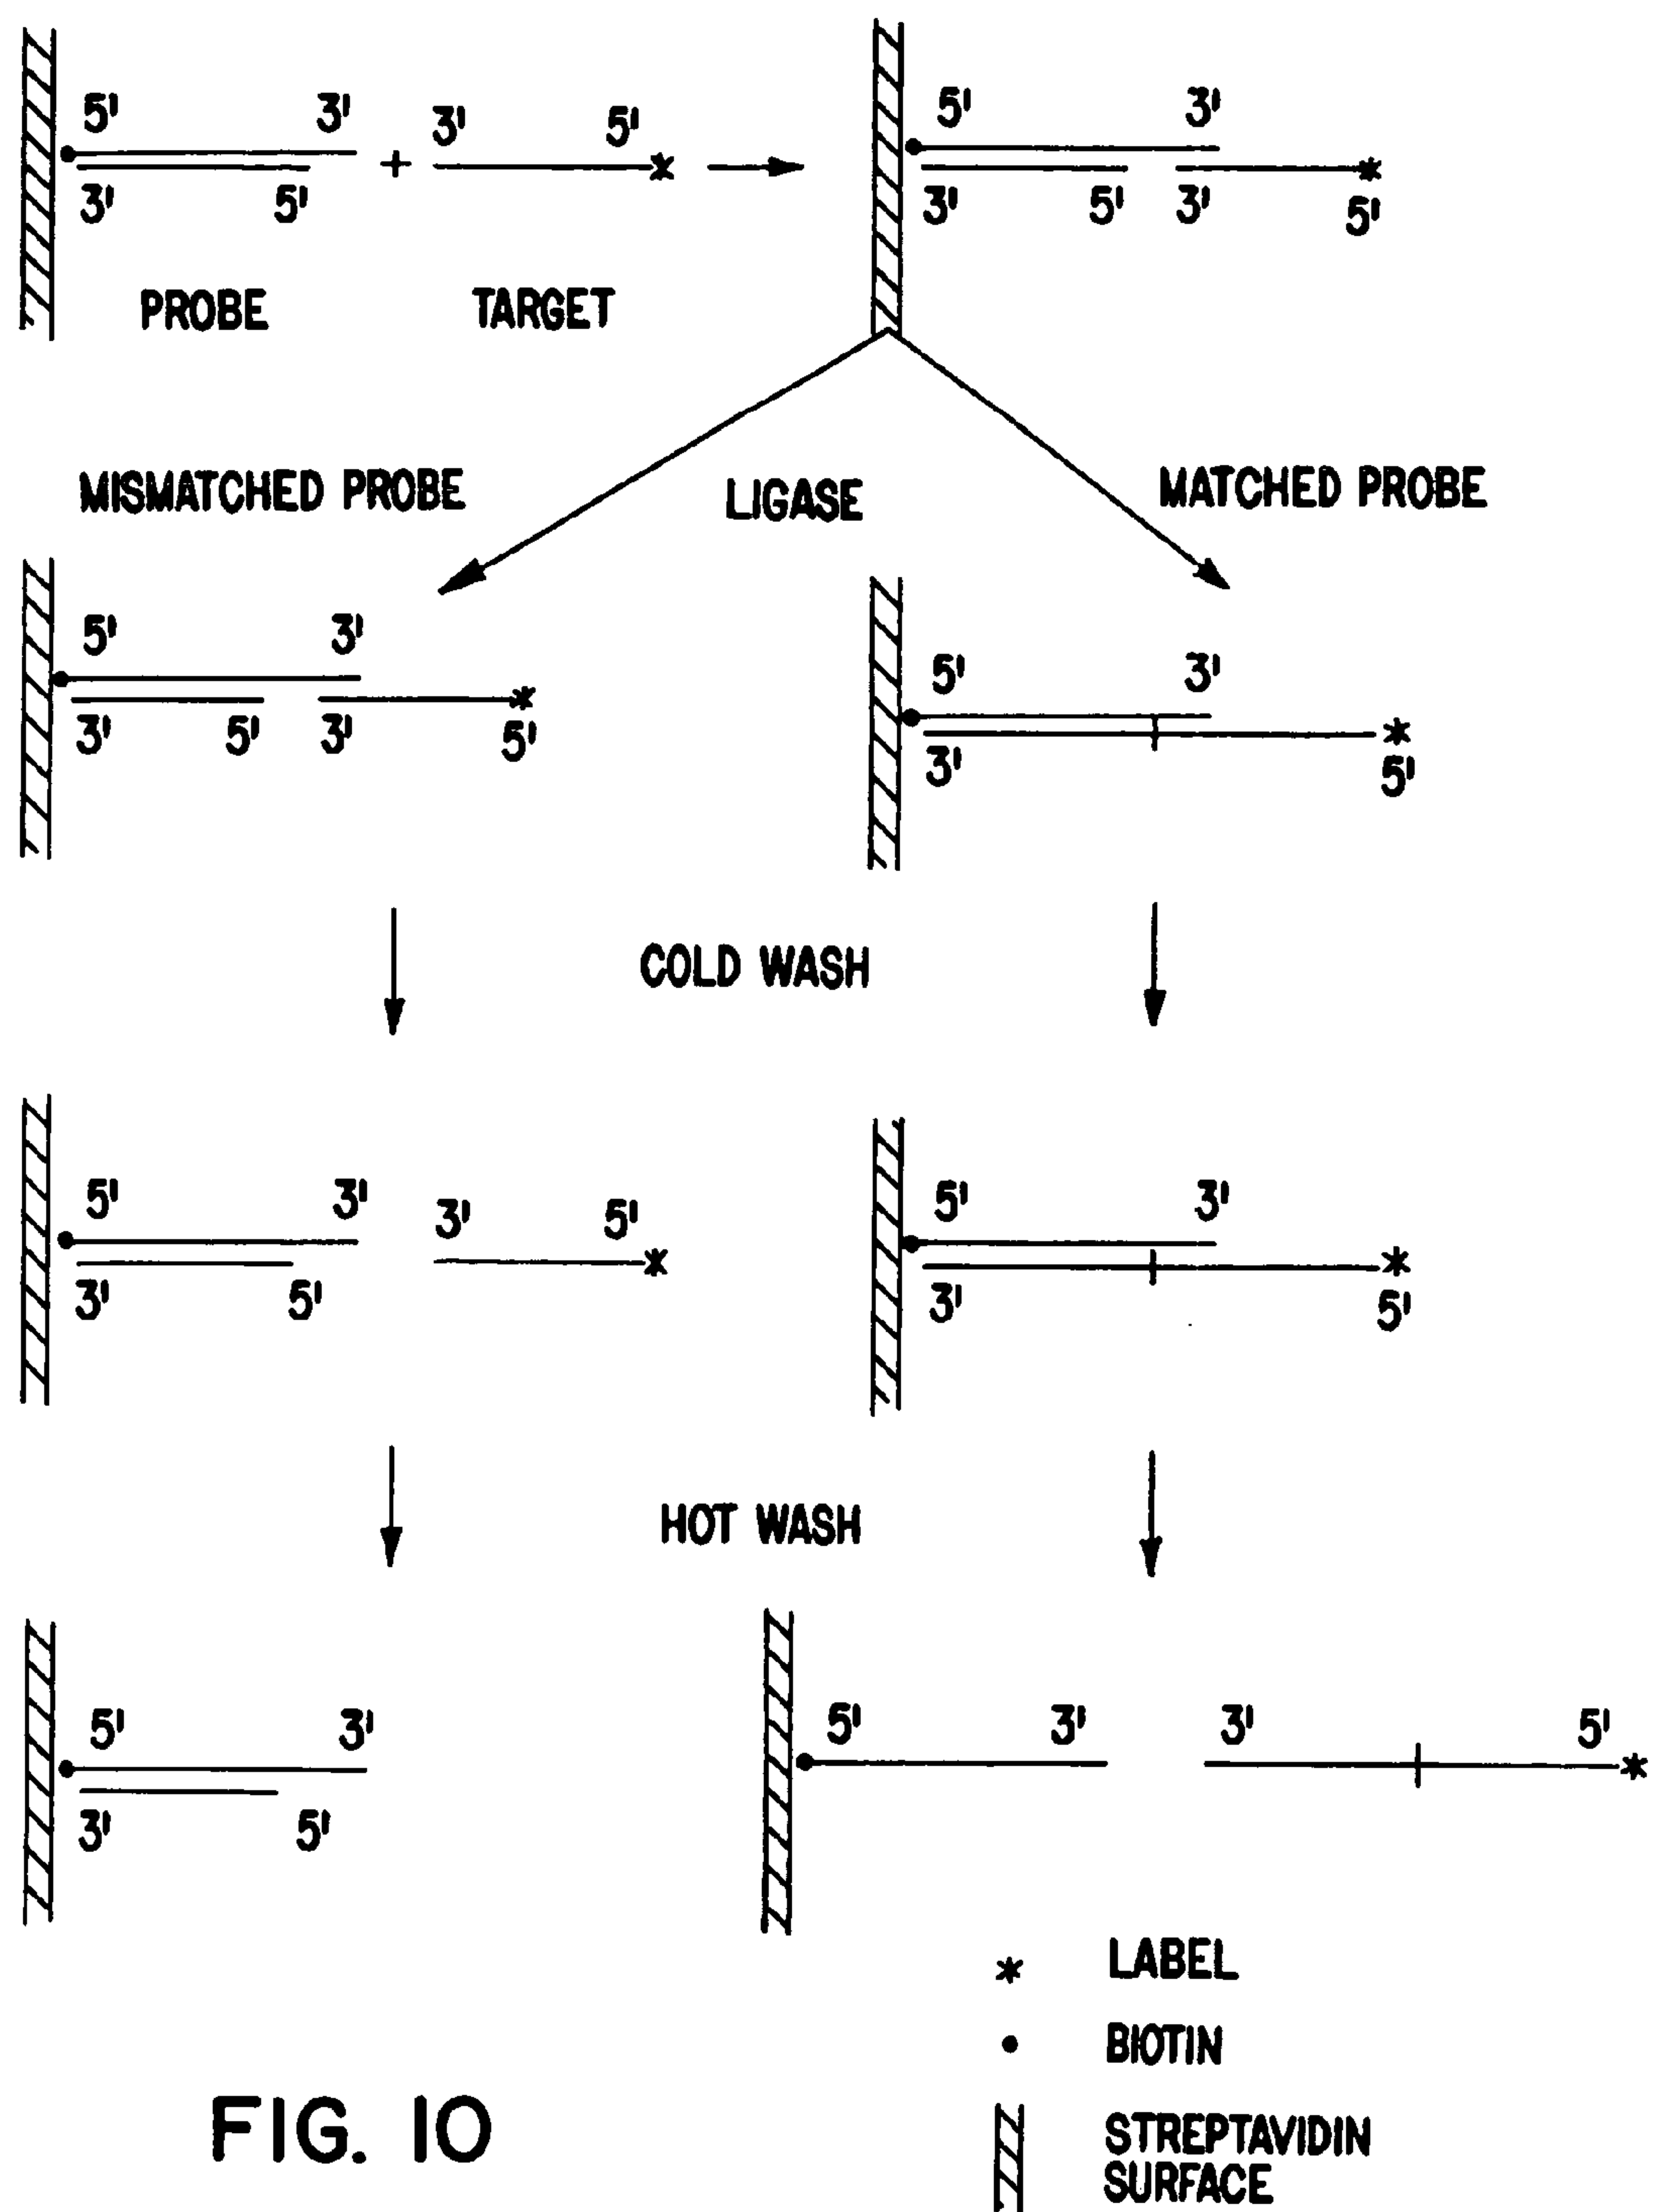 5' 3' 3' 5' 5' 3'
+ *
3' 5' 3' 5' 3' 5'
PROBE TARGET
MISMATCHED PROBE LIGASE MATCHED PROBE
5' 3' 5' 3'
3' 5' 3' 5' 3' 5'
COLD WASH
5' 3' 3' 5' 5' 3'
3' 5' 3' 5'
HOT WASH
5' 3' 5' 3' 3' 5'
3' 5'
* LABEL
• BIOTIN
STREPTAVIDIN
SURFACE
FIG. 10